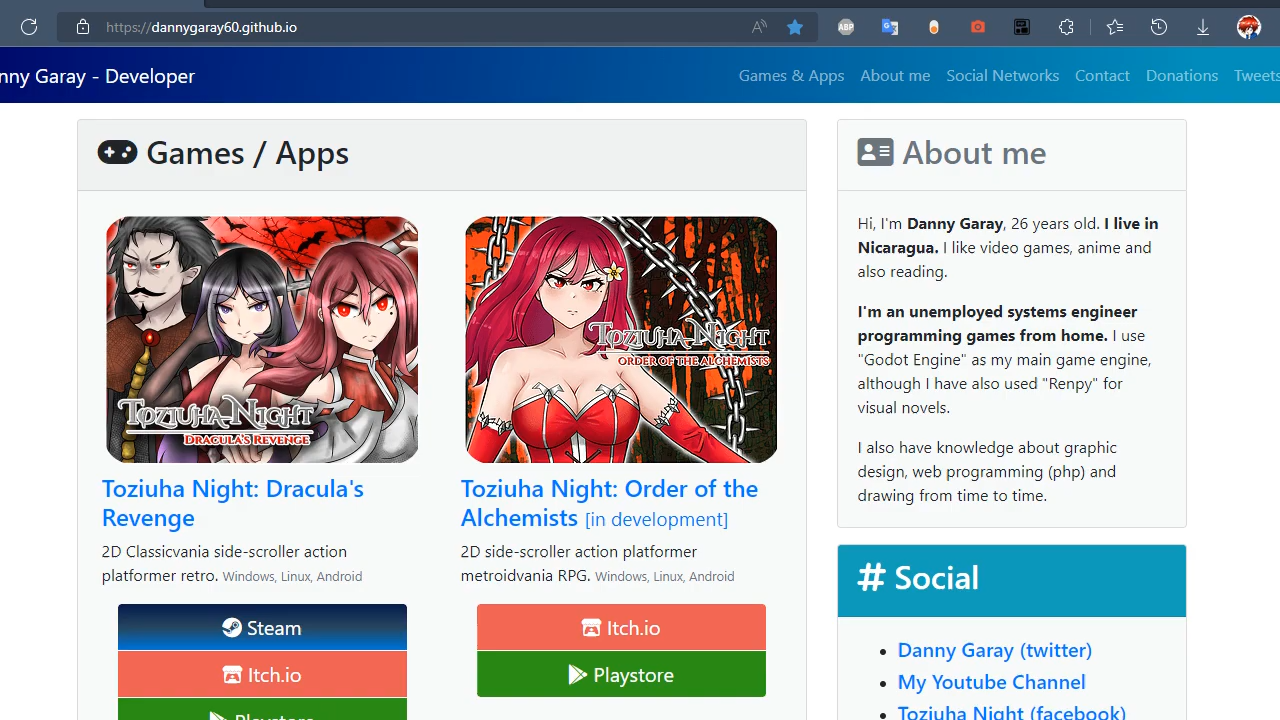 https://dannygaray60.github.io
ABP
nny Garay - Developer
Games & Apps
About me
Social Networks
Contact
Donations
Tweets
Games / Apps
TOZIUHA NIGHT
DRACULA'S REVENGE
TOZIUHA NIGHT
ORDER OF THE ALCHEMISTS
Toziuha Night: Dracula's
Revenge
2D Classicvania side-scroller action
platformer retro. Windows, Linux, Android
Steam
Itch.io
Playstore
Toziuha Night: Order of the
Alchemists [in development]
2D side-scroller action platformer
metroidvania RPG. Windows, Linux, Android
Itch.io
Playstore
About me
Hi, I'm Danny Garay, 26 years old. I live in
Nicaragua. I like video games, anime and
also reading.
I'm an unemployed systems engineer
programming games from home. I use
"Godot Engine" as my main game engine,
although I have also used "Renpy" for
visual novels.
I also have knowledge about graphic
design, web programming (php) and
drawing from time to time.
# Social
Danny Garay (twitter)
My Youtube Channel
Toziuha Night (facebook)